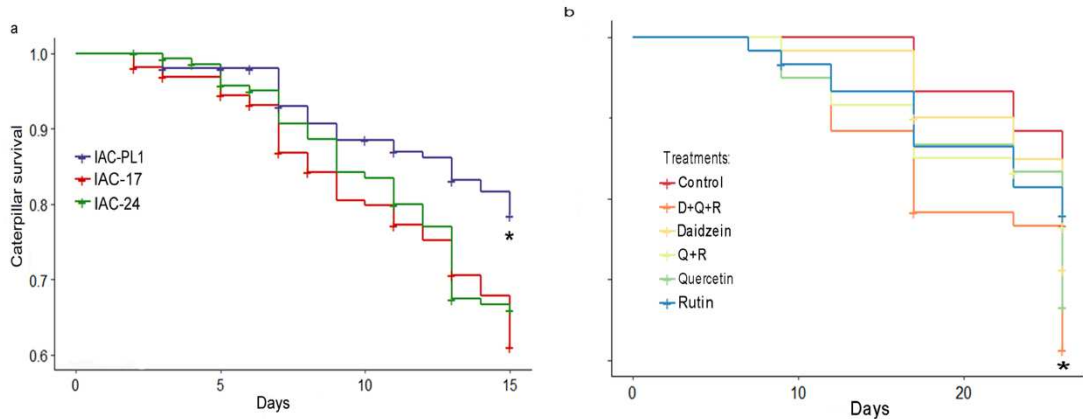 a
Caterpillar survival
1.0
0.9
0.8
0.7
0.6
IAC-PL1
IAC-17
IAC-24
*
0
5
10
15
Days
b
Treatments:
Control
D+Q+R
Daidzein
Q+R
Quercetin
Rutin
*
0
10
20
Days